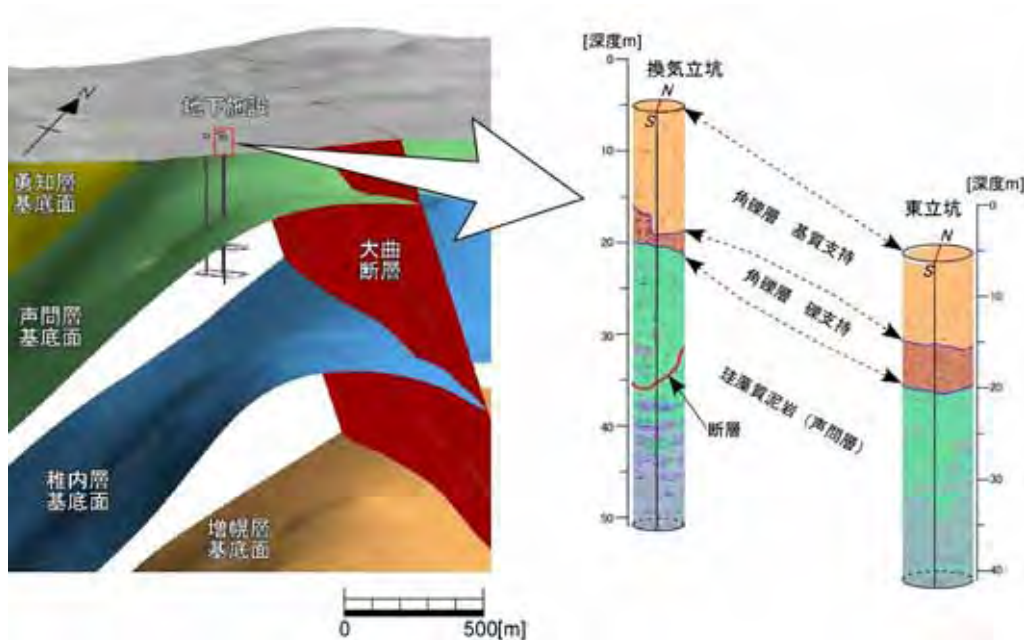 N
地下施設
勇知層
基底面
大曲
断層
声問層
基底面
稚内層
基底面
増幌層
基底面
0
500[m]
[深度m]
0
10
20
30
40
50
換気立坑
N
S
角礫層 基質支持
角礫層 礫支持
珪藻質泥岩(声問層)
断層
[深度m]
0
10
20
30
40
東立坑
N
S